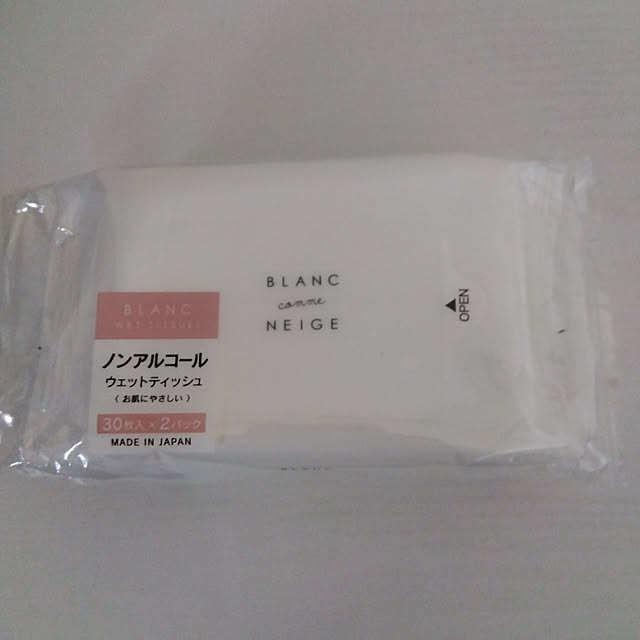 BLANC
comme
NEIGE
OPEN
BLANC
WET TISSUE
ノンアルコール
ウェットティッシュ
〈 お肌にやさしい 〉
30枚入×2パック
MADE IN JAPAN